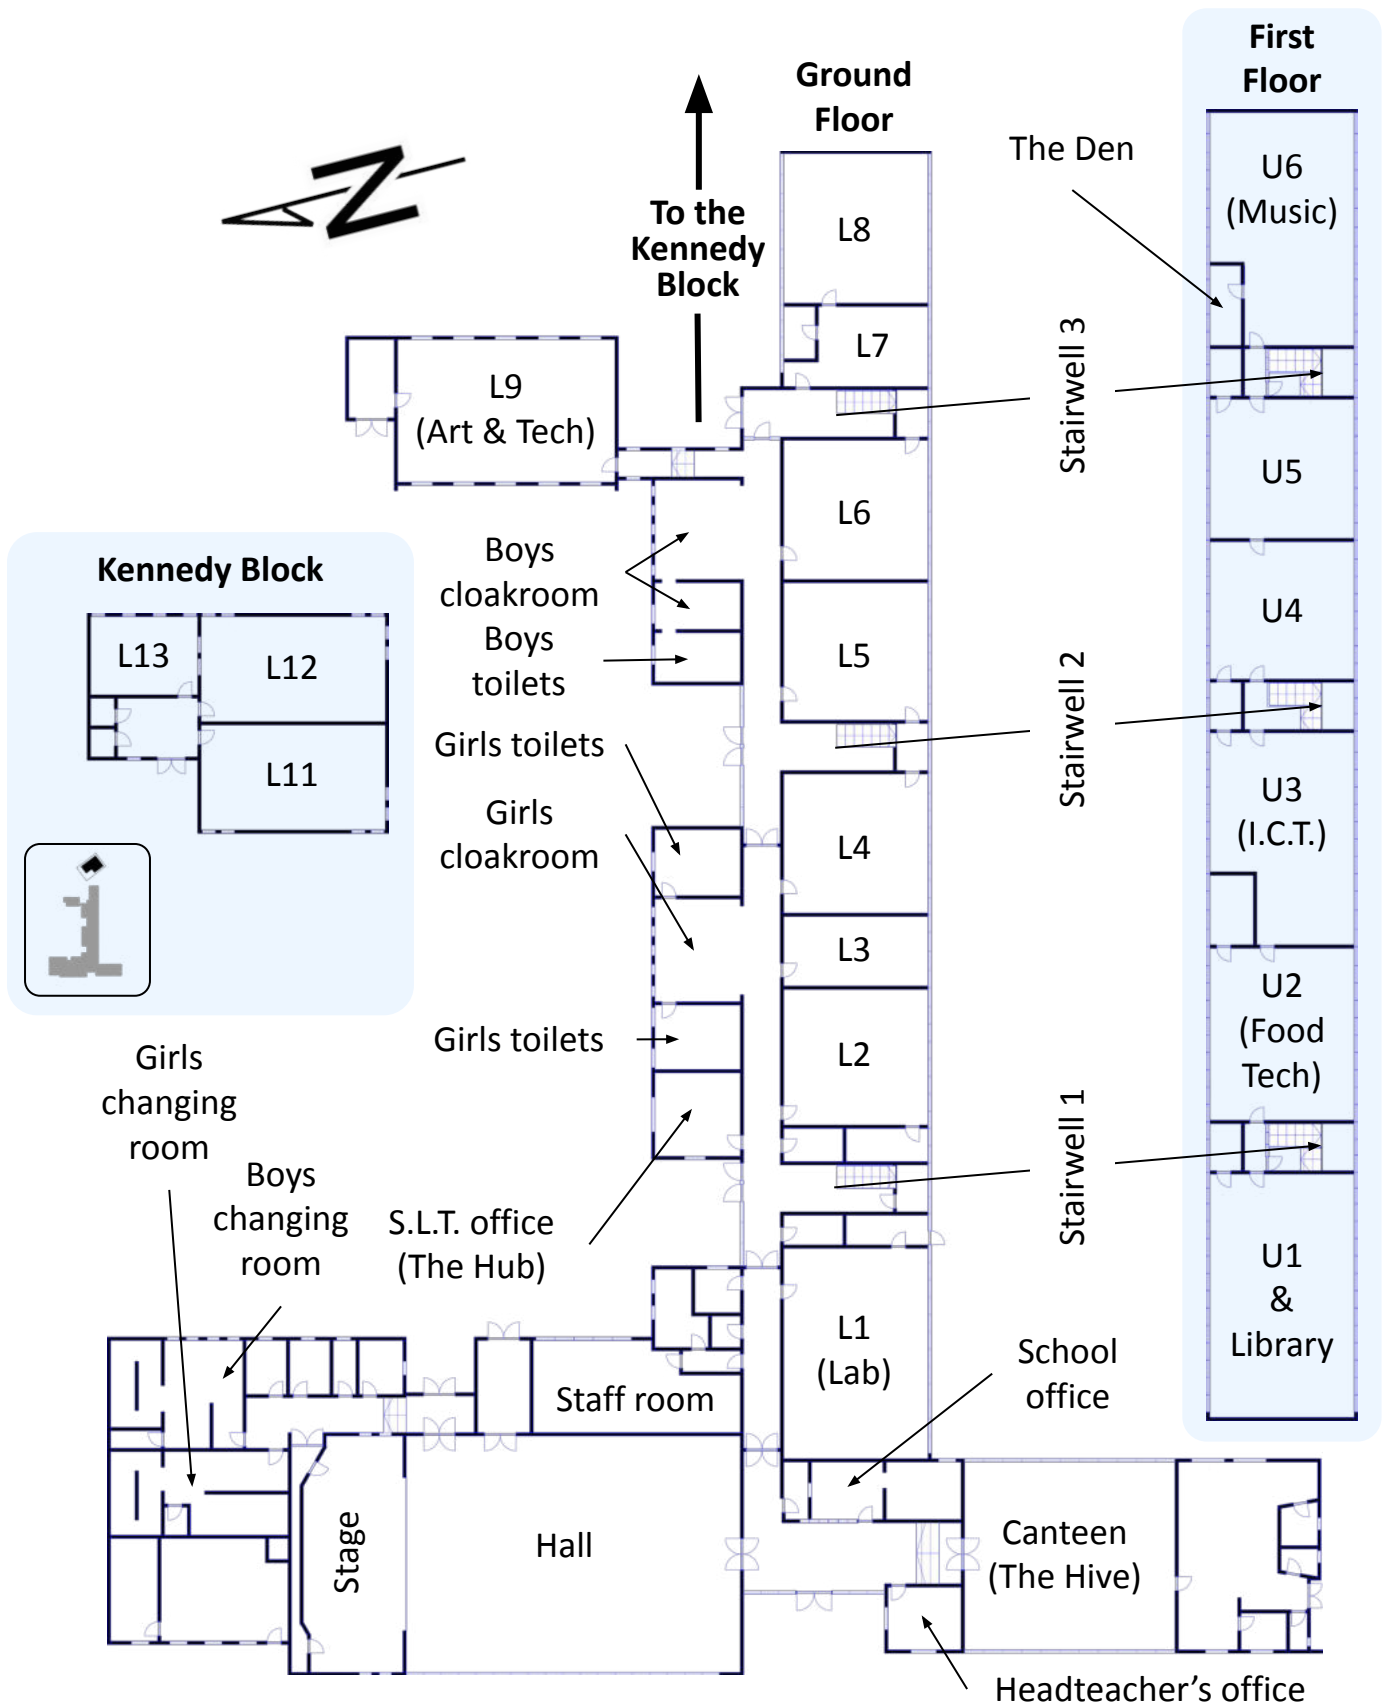 First
Floor
Ground
Floor
The Den
U6
(Music)
N
To the
Kennedy
Block
L8
L7
Stairwell 3
L9
(Art & Tech)
U5
L6
Boys
cloakroom
Kennedy Block
U4
L13
L12
Boys
toilets
L5
Stairwell 2
Girls toilets
L11
U3
(I.C.T.)
Girls
cloakroom
L4
L3
U2
(Food
Tech)
Girls toilets
L2
Girls
changing
room
Stairwell 1
Boys
changing
room
S.L.T. office
(The Hub)
U1
&
Library
L1
(Lab)
School
office
Staff room
Stage
Hall
Canteen
(The Hive)
Headteacher’s office